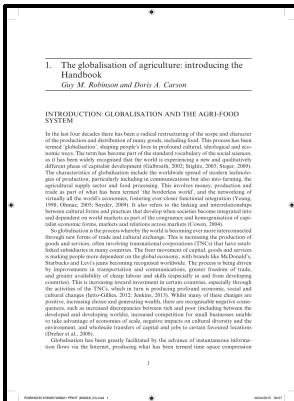 1. The globalisation of agriculture: introducing the
Handbook
Guy M. Robinson and Doris A. Carson
INTRODUCTION: GLOBALISATION AND THE AGRI-FOOD
SYSTEM
In the last four decades there has been a radical restructuring of the scope and character
of the production and distribution of many goods, including food. This process has been
termed 'globalisation', shaping people's lives in profound cultural, ideological and eco-
nomic ways. The term has become part of the standard vocabulary of the social sciences,
as it has been widely recognised that the world is experiencing a new and qualitatively
different phase of capitalist development (Galbraith, 2002; Stiglitz, 2003; Steger, 2009).
The characteristics of globalisation include the worldwide spread of modern technolo-
gies of production, particularly including in communications but also into farming, the
agricultural supply sector and food processing. This involves money, production and
trade as part of what has been termed 'the borderless world', and the networking of
virtually all the world's economies, fostering ever-closer functional integration (Yeung,
1998; Ohmae, 2005; Snyder, 2009). It also refers to the linking and interrelationships
between cultural forms and practices that develop when societies become integrated into
and dependent on world markets as part of the congruence and homogenisation of capi-
talist economic forms, markets and relations across markets (Cowen, 2004).
So globalisation is the process whereby the world is becoming ever more interconnected
through new forms of trade and cultural exchange. This is increasing the production of
goods and services, often involving transnational corporations (TNCs) that have estab-
lished subsidiaries in many countries. The freer movement of capital, goods and services
is making people more dependent on the global economy, with brands like McDonald's,
Starbucks and Levi's jeans becoming recognised worldwide. The process is being driven
by improvements in transportation and communications, greater freedom of trade,
and greater availability of cheap labour and skills (especially in and from developing
countries). This is increasing inward investment in certain countries, especially through
the activities of the TNCs, which in turn is producing profound economic, social and
cultural changes (Ietto-Gillies, 2012; Jenkins, 2013). Whilst many of these changes are
positive, increasing choice and generating wealth, there are recognisable negative conse-
quences, such as increased discrepancies between rich and poor (including between the
developed and developing worlds), increased competition for small businesses unable
to take advantage of economies of scale, negative impacts on cultural diversity and the
environment, and wholesale transfers of capital and jobs to certain favoured locations
(Dreher et al., 2008).
Globalisation has been greatly facilitated by the advance of instantaneous informa-
tion flows via the Internet, producing what has been termed time–space compression
1